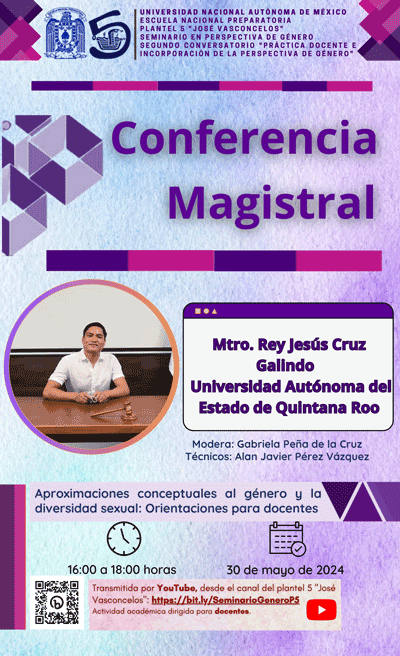 UNIVERSIDAD NACIONAL AUTÓNOMA DE MÉXICO
ESCUELA NACIONAL PREPARATORIA
PLANTEL 5 "JOSÉ VASCONCELOS"
SEMINARIO EN PERSPECTIVA DE GÉNERO
SEGUNDO CONVERSATORIO "PRÁCTICA DOCENTE E
INCORPORACIÓN DE LA PERSPECTIVA DE GÉNERO"
5
Conferencia
Magistral
Mtro. Rey Jesús Cruz
Galindo
Universidad Autónoma del
Estado de Quintana Roo
Modera: Gabriela Peña de la Cruz
Técnicos: Alan Javier Pérez Vázquez
Aproximaciones conceptuales al género y la
diversidad sexual: Orientaciones para docentes
16:00 a 18:00 horas
30 de mayo de 2024
Transmitida por YouTube, desde el canal del plantel 5 "José
Vasconcelos": https://bit.ly/SeminarioGeneroP5
Actividad académica dirigida para docentes.